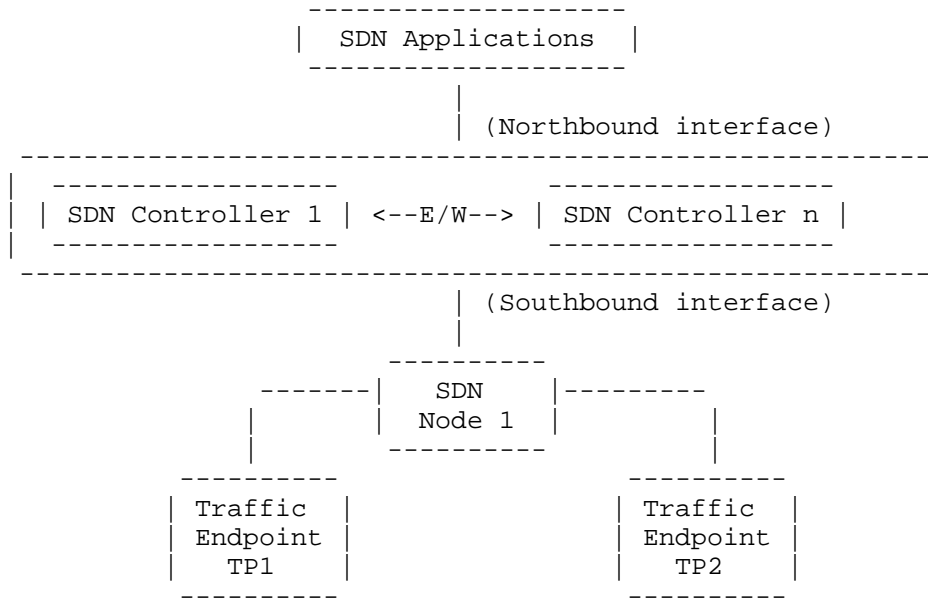 SDN Applications
(Northbound interface)
SDN Controller 1 <--E/W--> SDN Controller n
(Southbound interface)
SDN
Node 1
Traffic Traffic
Endpoint Endpoint
TP1 TP2